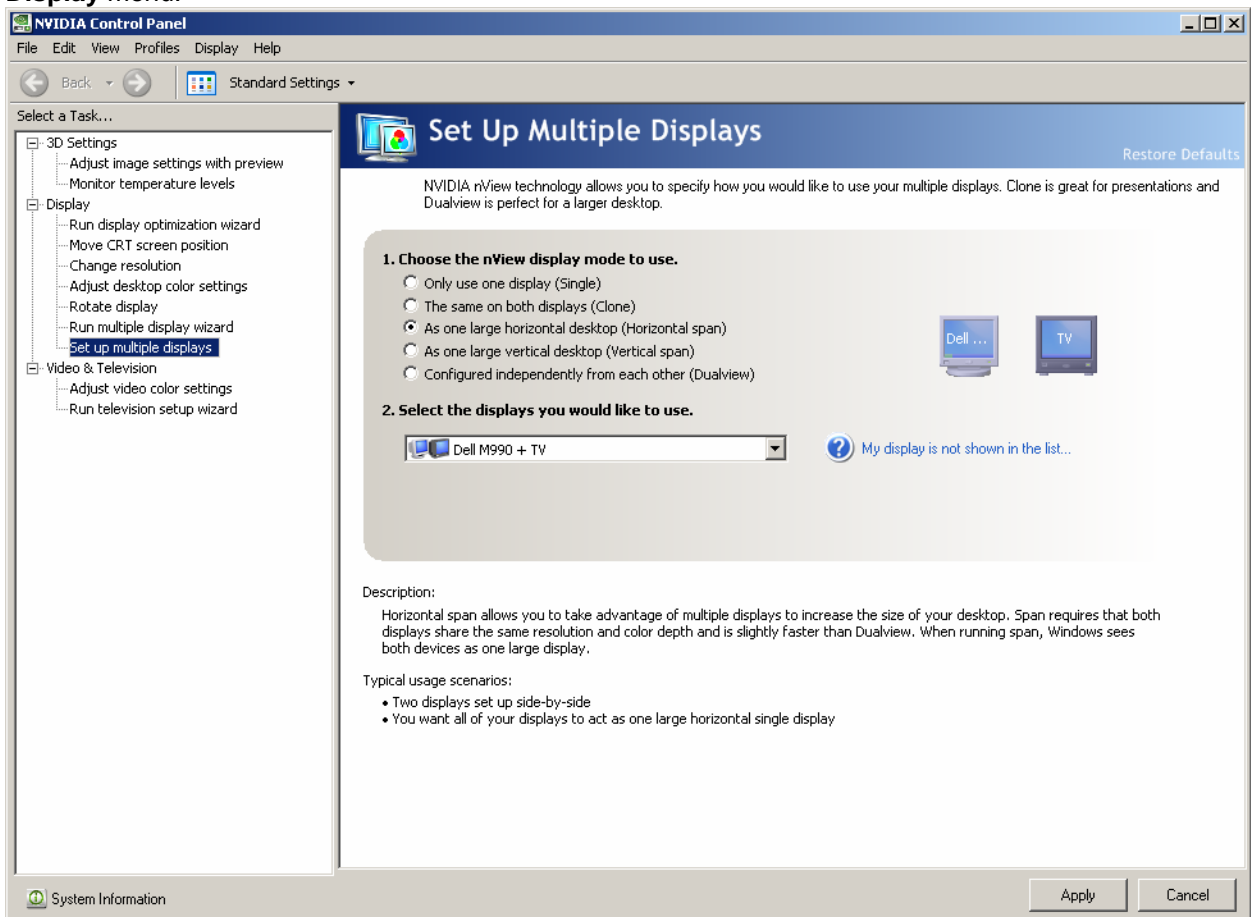 Display menu.
NVIDIA Control Panel
File Edit View Profiles Display Help
Back Standard Settings
Select a Task...
3D Settings
Adjust image settings with preview
Monitor temperature levels
Display
Run display optimization wizard
Move CRT screen position
Change resolution
Adjust desktop color settings
Rotate display
Run multiple display wizard
Set up multiple displays
Video & Television
Adjust video color settings
Run television setup wizard
Set Up Multiple Displays
Restore Defaults
NVIDIA nView technology allows you to specify how you would like to use your multiple displays. Clone is great for presentations and
Dualview is perfect for a larger desktop.
1. Choose the nView display mode to use.
Only use one display (Single)
The same on both displays (Clone)
As one large horizontal desktop (Horizontal span)
As one large vertical desktop (Vertical span)
Configured independently from each other (Dualview)
Dell ... TV
2. Select the displays you would like to use.
Dell M990 + TV
My display is not shown in the list...
Description:
Horizontal span allows you to take advantage of multiple displays to increase the size of your desktop. Span requires that both
displays share the same resolution and color depth and is slightly faster than Dualview. When running span, Windows sees
both devices as one large display.
Typical usage scenarios:
• Two displays set up side-by-side
• You want all of your displays to act as one large horizontal single display
System Information
Apply Cancel